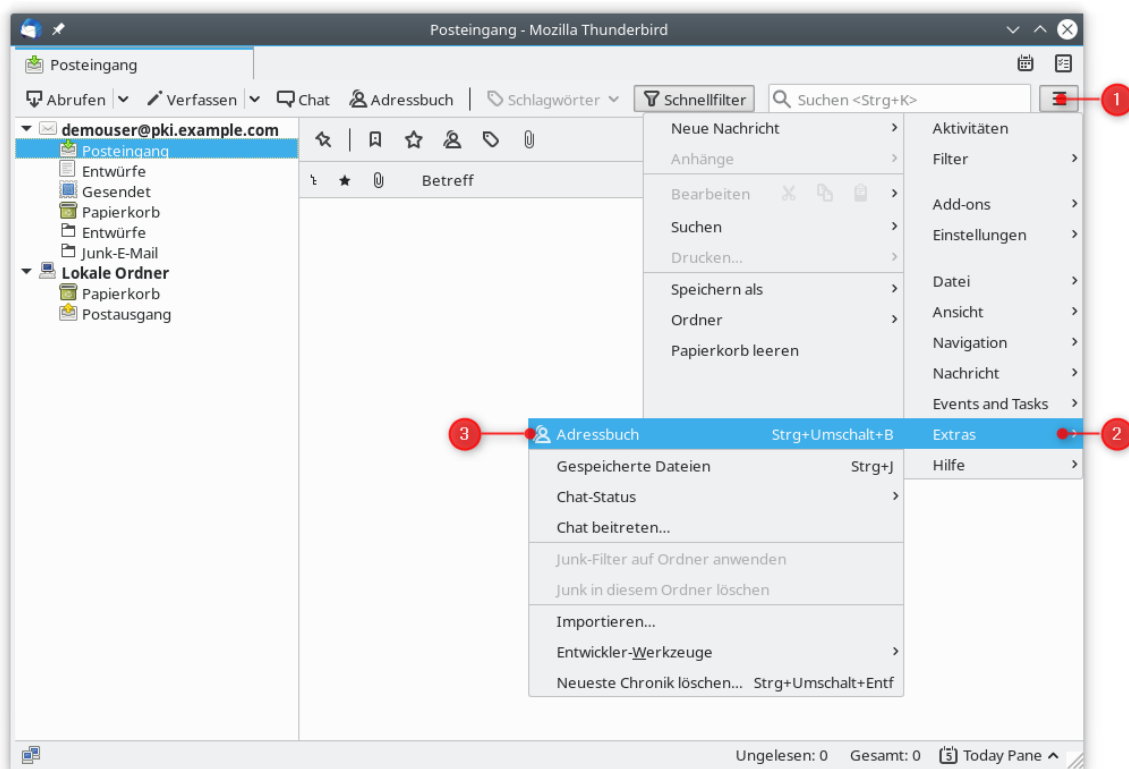 Posteingang - Mozilla Thunderbird
Posteingang
Abrufen Verfassen Chat Adressbuch Schlagwörter Schnellfilter Suchen <Strg+K>
1
demouser@pki.example.com
Posteingang
Entwürfe
Gesendet
Papierkorb
Entwürfe
Junk-E-Mail
Lokale Ordner
Papierkorb
Postausgang
Betreff
Neue Nachricht
Anhänge
Bearbeiten
Suchen
Drucken...
Speichern als
Ordner
Papierkorb leeren
Aktivitäten
Filter
Add-ons
Einstellungen
Datei
Ansicht
Navigation
Nachricht
Events and Tasks
Extras
2
Hilfe
3
Adressbuch Strg+Umschalt+B
Gespeicherte Dateien Strg+J
Chat-Status
Chat beitreten...
Junk-Filter auf Ordner anwenden
Junk in diesem Ordner löschen
Importieren...
Entwickler-Werkzeuge
Neueste Chronik löschen... Strg+Umschalt+Entf
Ungelesen: 0 Gesamt: 0 5 Today Pane